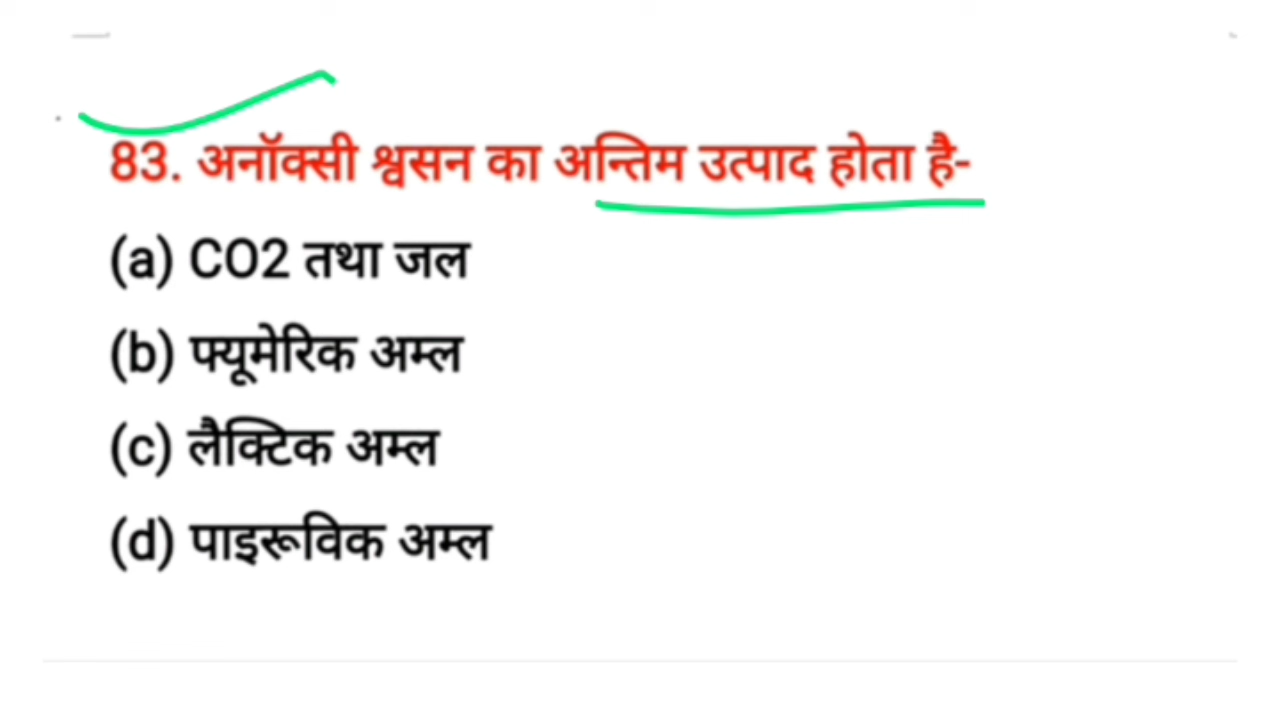 83. अनॉक्सी श्वसन का अन्तिम उत्पाद होता है-
(a) CO2 तथा जल
(b) फ्यूमेरिक अम्ल
(c) लैक्टिक अम्ल
(d) पाइरूविक अम्ल